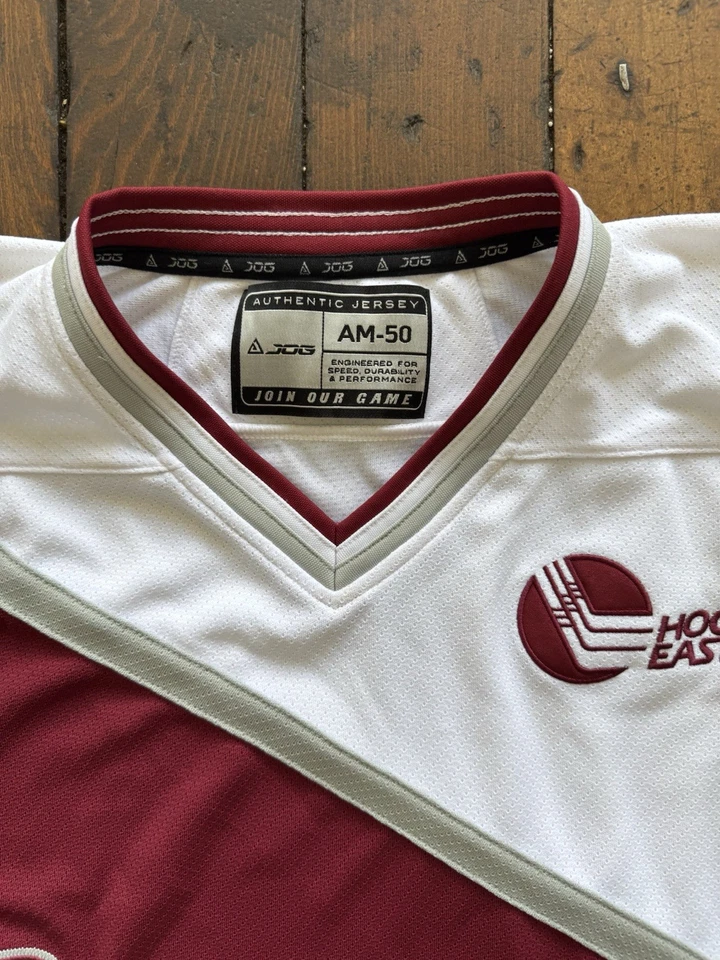 JOG JOG JOG JOG JOG
AUTHENTIC JERSEY
JOG
AM-50
ENGINEERED FOR
SPEED, DURABILITY
& PERFORMANCE
JOIN OUR GAME